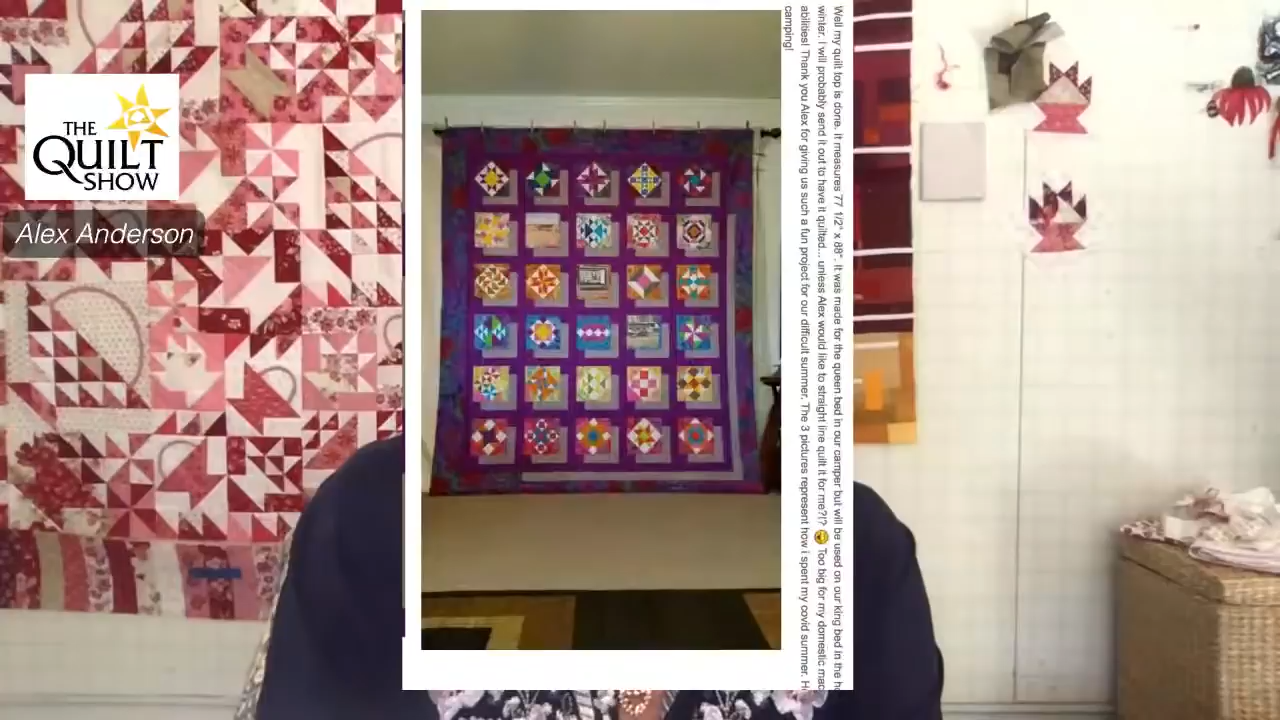 THE
QUILT
SHOW
Alex Anderson
Well my quilt top is done. It measures 77 1/2" x 88". It was made for the queen bed in our camper but will be used on our king bed in the
winter. I will probably send it out to have it quilted... unless Alex would like to straight line quilt it for me?!? 😀 Too big for my domestic
abilities! Thank you Alex for giving us such a fun project for our difficult summer. The 3 pictures represent how i spent my covid summer.
camping!